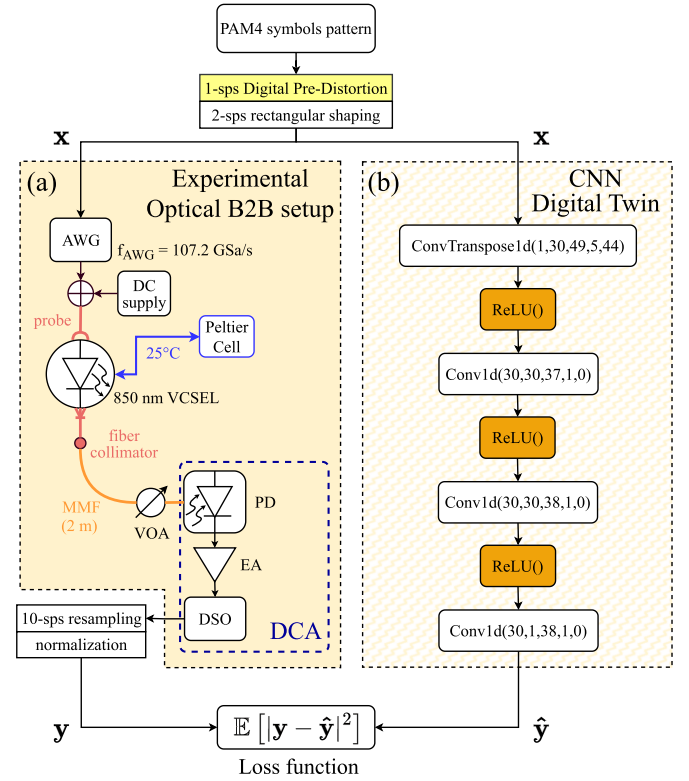 PAM4 symbols pattern
1-sps Digital Pre-Distortion
2-sps rectangular shaping
x
x
(a)
Experimental
Optical B2B setup
AWG
f_AWG = 107.2 GSa/s
DC
supply
probe
25°C
Peltier
Cell
850 nm VCSEL
fiber
collimator
MMF
(2 m)
VOA
PD
EA
DSO
DCA
10-sps resampling
normalization
(b)
CNN
Digital Twin
ConvTranspose1d(1,30,49,5,44)
ReLU()
Conv1d(30,30,37,1,0)
ReLU()
Conv1d(30,30,38,1,0)
ReLU()
Conv1d(30,1,38,1,0)
y
𝔼 [|y − ŷ|²]
ŷ
Loss function